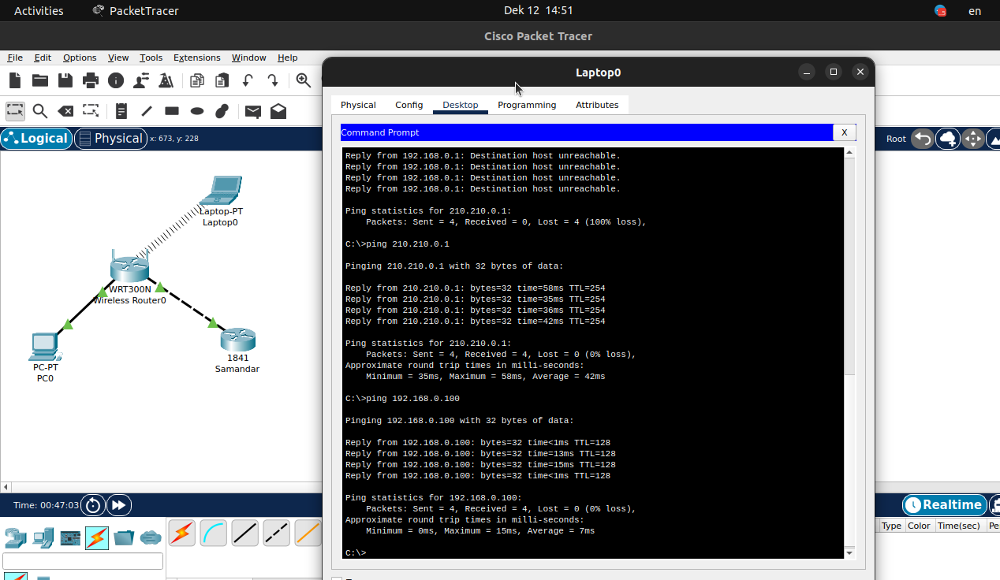 Activities PacketTracer Dek 12 14:51 en
Cisco Packet Tracer
File Edit Options View Tools Extensions Window Help
Laptop0
Physical Config Desktop Programming Attributes
Logical Physical x: 673, y: 228 Root
Command Prompt X
Reply from 192.168.0.1: Destination host unreachable.
Reply from 192.168.0.1: Destination host unreachable.
Reply from 192.168.0.1: Destination host unreachable.
Reply from 192.168.0.1: Destination host unreachable.
Ping statistics for 210.210.0.1:
Packets: Sent = 4, Received = 0, Lost = 4 (100% loss),
C:\>ping 210.210.0.1
Pinging 210.210.0.1 with 32 bytes of data:
Reply from 210.210.0.1: bytes=32 time=58ms TTL=254
Reply from 210.210.0.1: bytes=32 time=35ms TTL=254
Reply from 210.210.0.1: bytes=32 time=36ms TTL=254
Reply from 210.210.0.1: bytes=32 time=42ms TTL=254
Ping statistics for 210.210.0.1:
Packets: Sent = 4, Received = 4, Lost = 0 (0% loss),
Approximate round trip times in milli-seconds:
Minimum = 35ms, Maximum = 58ms, Average = 42ms
C:\>ping 192.168.0.100
Pinging 192.168.0.100 with 32 bytes of data:
Reply from 192.168.0.100: bytes=32 time<1ms TTL=128
Reply from 192.168.0.100: bytes=32 time=13ms TTL=128
Reply from 192.168.0.100: bytes=32 time=15ms TTL=128
Reply from 192.168.0.100: bytes=32 time<1ms TTL=128
Ping statistics for 192.168.0.100:
Packets: Sent = 4, Received = 4, Lost = 0 (0% loss),
Approximate round trip times in milli-seconds:
Minimum = 0ms, Maximum = 15ms, Average = 7ms
C:\>
Laptop-PT
Laptop0
WRT300N
Wireless Router0
PC-PT
PC0
1841
Samandar
Time: 00:47:03 Realtime
Type Color Time(sec)